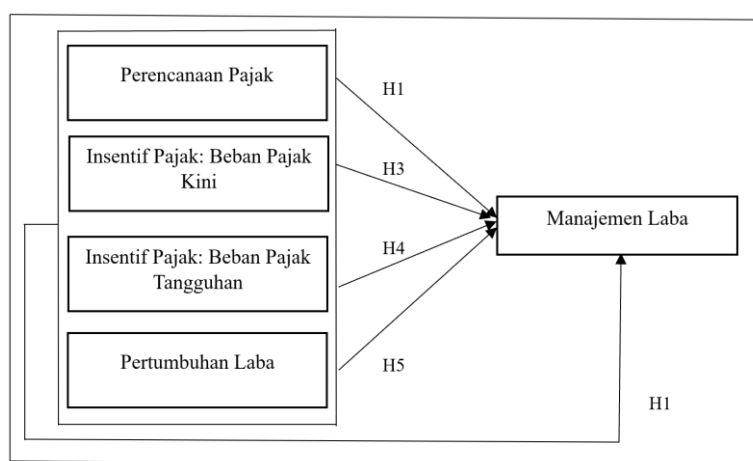 Perencanaan Pajak
H1
Insentif Pajak: Beban Pajak
Kini
H3
Manajemen Laba
Insentif Pajak: Beban Pajak
Tangguhan
H4
Pertumbuhan Laba
H5
H1